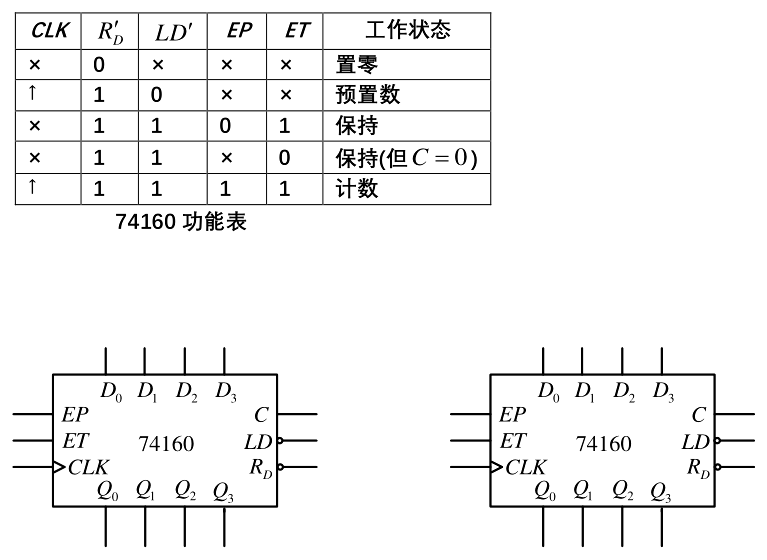 CLK R'_D LD' EP ET 工作状态
× 0 × × × 置零
↑ 1 0 × × 预置数
× 1 1 0 1 保持
× 1 1 × 0 保持(但 C = 0)
↑ 1 1 1 1 计数
74160 功能表
D0 D1 D2 D3
EP C
ET 74160 LD
CLK R_D
Q0 Q1 Q2 Q3
D0 D1 D2 D3
EP C
ET 74160 LD
CLK R_D
Q0 Q1 Q2 Q3